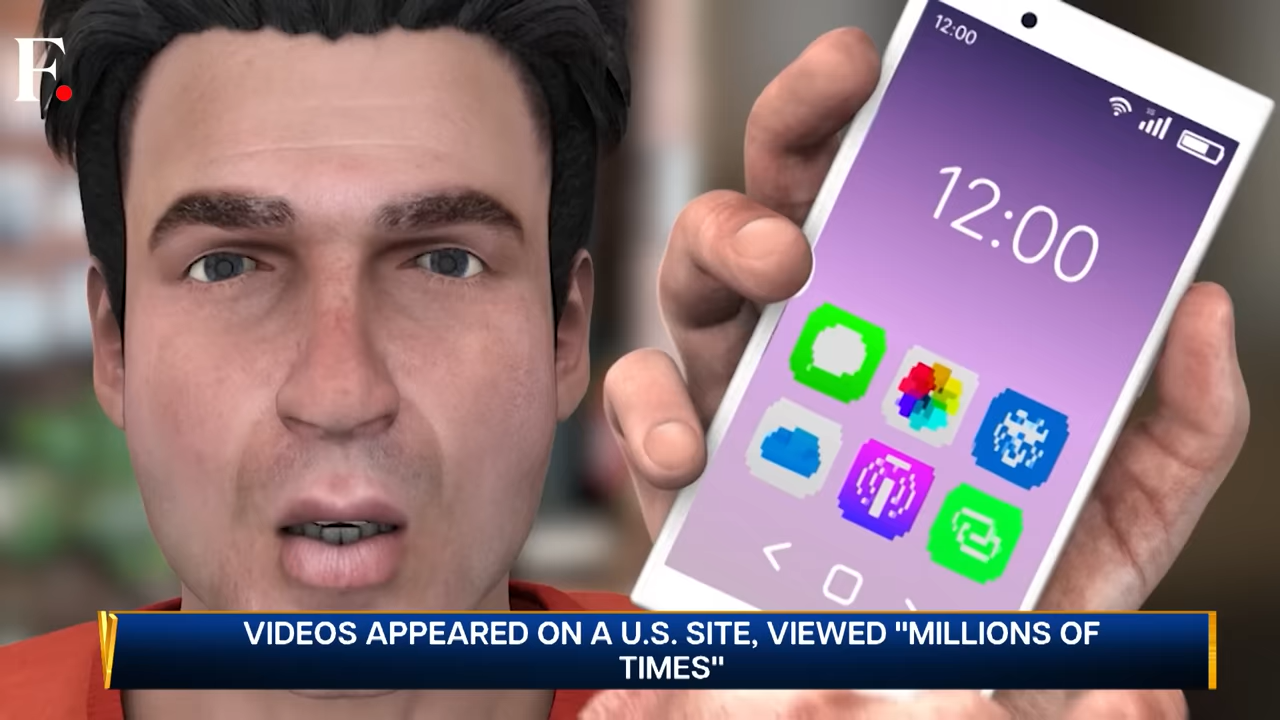 F.
12:00
12:00
VIDEOS APPEARED ON A U.S. SITE, VIEWED "MILLIONS OF
TIMES"